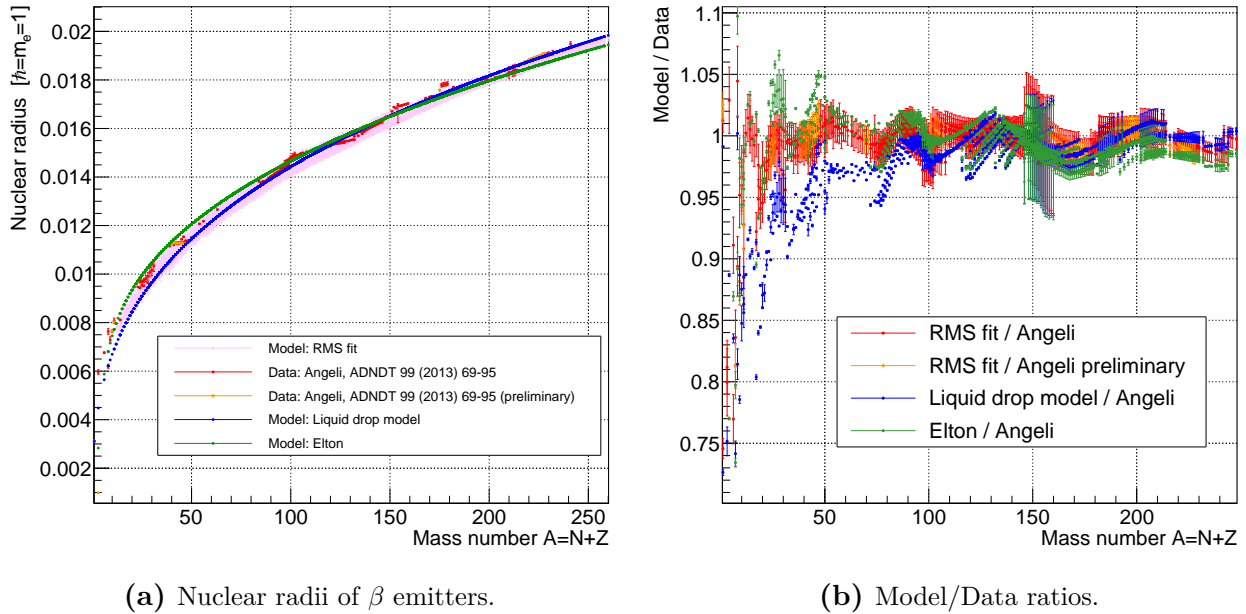 Nuclear radius [ħ=m_e=1]
0.02
0.018
0.016
0.014
0.012
0.01
0.008
0.006
0.004
0.002
Model: RMS fit
Data: Angeli, ADNDT 99 (2013) 69-95
Data: Angeli, ADNDT 99 (2013) 69-95 (preliminary)
Model: Liquid drop model
Model: Elton
50 100 150 200 250
Mass number A=N+Z
(a) Nuclear radii of β emitters.
Model / Data
1.1
1.05
1
0.95
0.9
0.85
0.8
0.75
RMS fit / Angeli
RMS fit / Angeli preliminary
Liquid drop model / Angeli
Elton / Angeli
50 100 150 200
Mass number A=N+Z
(b) Model/Data ratios.